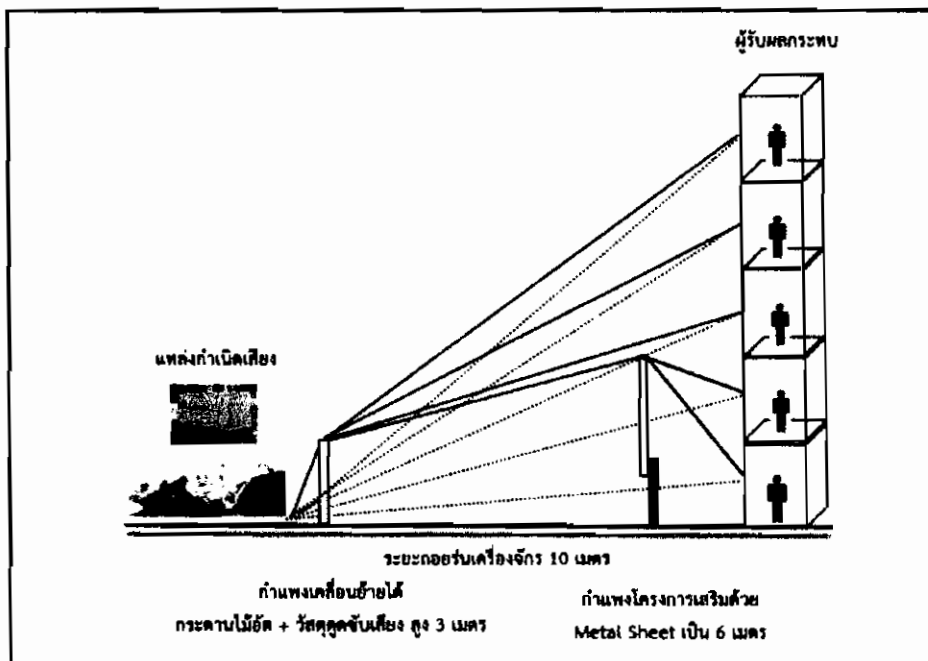 ผู้รับผลกระทบ
แหล่งกำเนิดเสียง
ระยะถอยร่นเครื่องจักร 10 เมตร
กำแพงเคลื่อนย้ายได้
กระดานไม้อัด + วัสดุดูดซับเสียง สูง 3 เมตร
กำแพงโครงการเสริมด้วย
Metal Sheet เป็น 6 เมตร